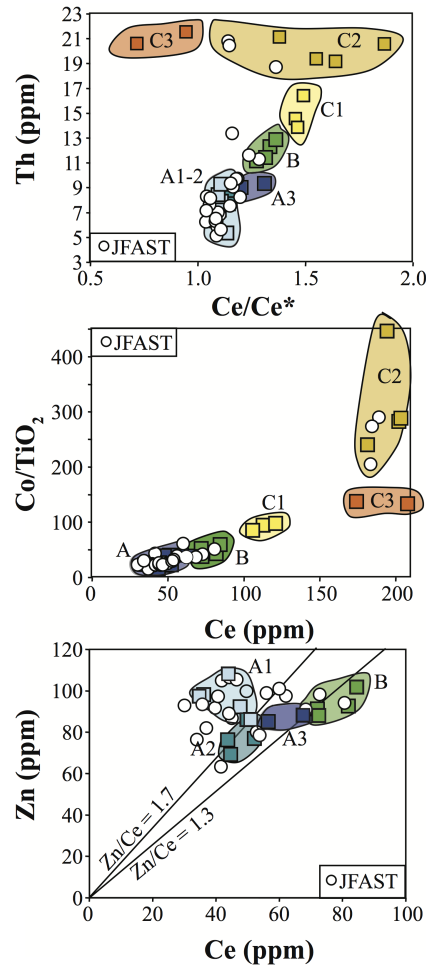 21
19
17
15
13
11
9
7
5
3
Th (ppm)
C3
C2
C1
B
A1-2
A3
JFAST
0.5
1.0
1.5
2.0
Ce/Ce*
400
300
200
100
0
Co/TiO2
JFAST
C2
C3
C1
A
B
0
50
100
150
200
Ce (ppm)
120
100
80
60
40
20
0
Zn (ppm)
A1
B
A2
A3
Zn/Ce = 1.7
Zn/Ce = 1.3
JFAST
0
20
40
60
80
100
Ce (ppm)